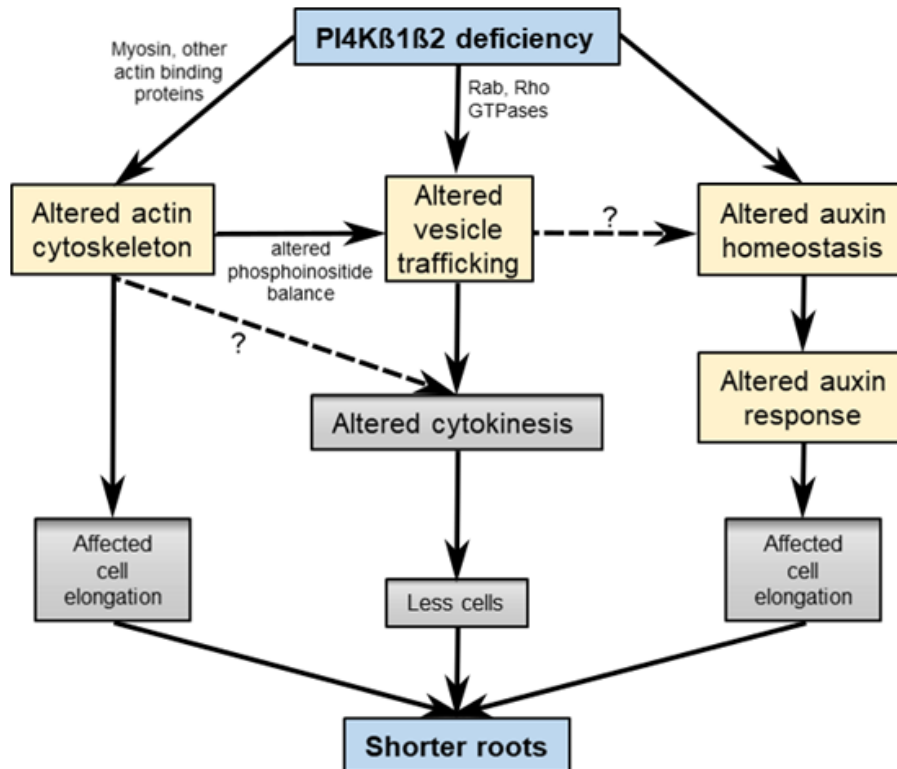 PI4Kß1ß2 deficiency
Myosin, other
actin binding
proteins
Rab, Rho
GTPases
Altered actin
cytoskeleton
altered
phosphoinositide
balance
Altered
vesicle
trafficking
?
Altered auxin
homeostasis
?
Altered cytokinesis
Altered auxin
response
Affected
cell
elongation
Less cells
Affected
cell
elongation
Shorter roots